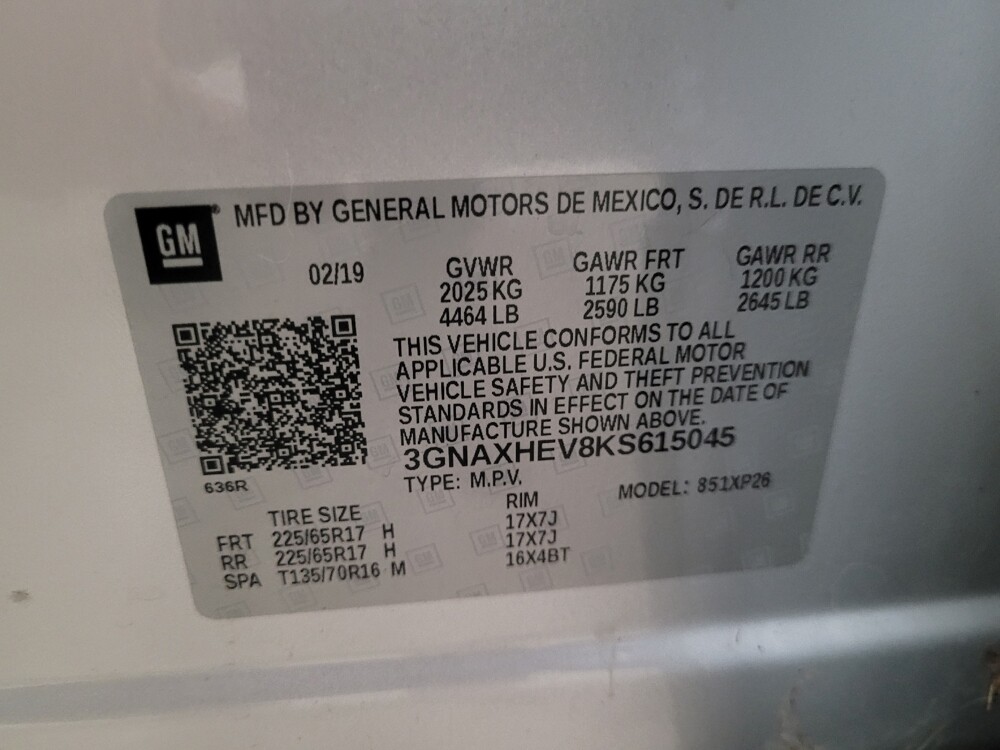 GM
MFD BY GENERAL MOTORS DE MEXICO, S. DE R.L. DE C.V.
02/19
GVWR
2025 KG
4464 LB
GAWR FRT
1175 KG
2590 LB
GAWR RR
1200 KG
2645 LB
THIS VEHICLE CONFORMS TO ALL
APPLICABLE U.S. FEDERAL MOTOR
VEHICLE SAFETY AND THEFT PREVENTION
STANDARDS IN EFFECT ON THE DATE OF
MANUFACTURE SHOWN ABOVE.
3GNAXHEV8KS615045
TYPE: M.P.V.
MODEL: 851XP26
636R
TIRE SIZE
RIM
FRT 225/65R17 H 17X7J
RR 225/65R17 H 17X7J
SPA T135/70R16 M 16X4BT